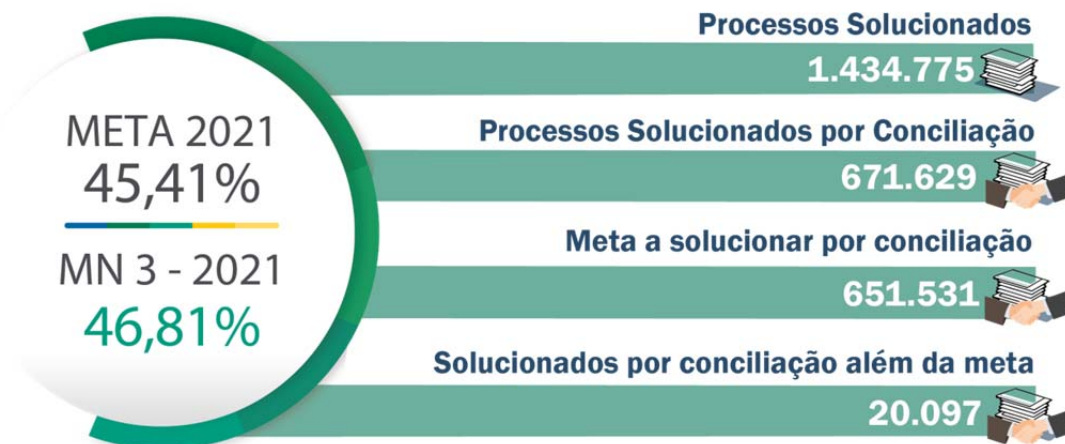 META 2021
45,41%
MN 3 - 2021
46,81%
Processos Solucionados
1.434.775
Processos Solucionados por Conciliação
671.629
Meta a solucionar por conciliação
651.531
Solucionados por conciliação além da meta
20.097